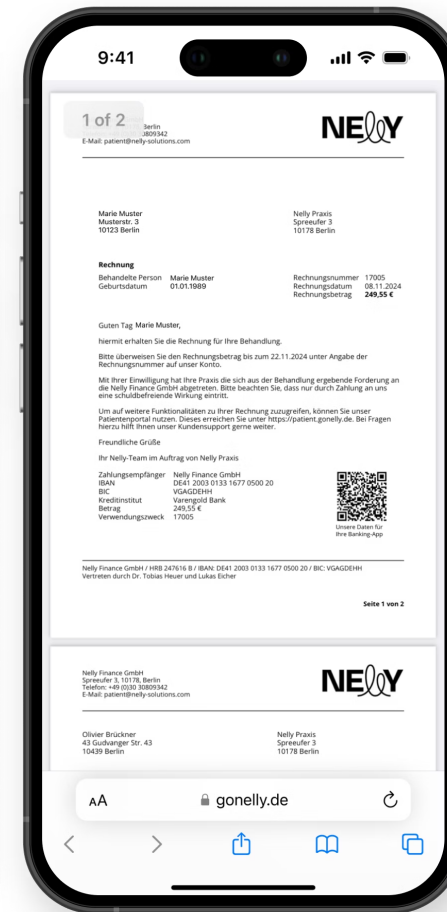 9:41
1 of 2
Berlin
30809342
E-Mail: patient@nelly-solutions.com
NELLY
Marie Muster
Musterstr. 3
10123 Berlin
Nelly Praxis
Spreeufer 3
10178 Berlin
Rechnung
Behandelte Person Marie Muster
Geburtsdatum 01.01.1989
Rechnungsnummer 17005
Rechnungsdatum 08.11.2024
Rechnungsbetrag 249,55 €
Guten Tag Marie Muster,
hiermit erhalten Sie die Rechnung für Ihre Behandlung.
Bitte überweisen Sie den Rechnungsbetrag bis zum 22.11.2024 unter Angabe der
Rechnungsnummer auf unser Konto.
Mit Ihrer Einwilligung hat Ihre Praxis die sich aus der Behandlung ergebende Forderung an
die Nelly Finance GmbH abgetreten. Bitte beachten Sie, dass nur durch Zahlung an uns
eine schuldbefreiende Wirkung eintritt.
Um auf weitere Funktionalitäten zu Ihrer Rechnung zuzugreifen, können Sie unser
Patientenportal nutzen. Dieses erreichen Sie unter https://patient.gonelly.de. Bei Fragen
hierzu hilft Ihnen unser Kundensupport gerne weiter.
Freundliche Grüße
Ihr Nelly-Team im Auftrag von Nelly Praxis
Zahlungsempfänger Nelly Finance GmbH
IBAN DE41 2003 0133 1677 0500 20
BIC VGAGDEHH
Kreditinstitut Varengold Bank
Betrag 249,55 €
Verwendungszweck 17005
Unsere Daten für
Ihre Banking-App
Nelly Finance GmbH / HRB 247616 B / IBAN: DE41 2003 0133 1677 0500 20 / BIC: VGAGDEHH
Vertreten durch Dr. Tobias Heuer und Lukas Eicher
Seite 1 von 2
Nelly Finance GmbH
Spreeufer 3, 10178, Berlin
Telefon: +49 (0)30 30809342
E-Mail: patient@nelly-solutions.com
NELLY
Olivier Brückner
43 Gudvanger Str. 43
10439 Berlin
Nelly Praxis
Spreeufer 3
10178 Berlin
AA
gonelly.de